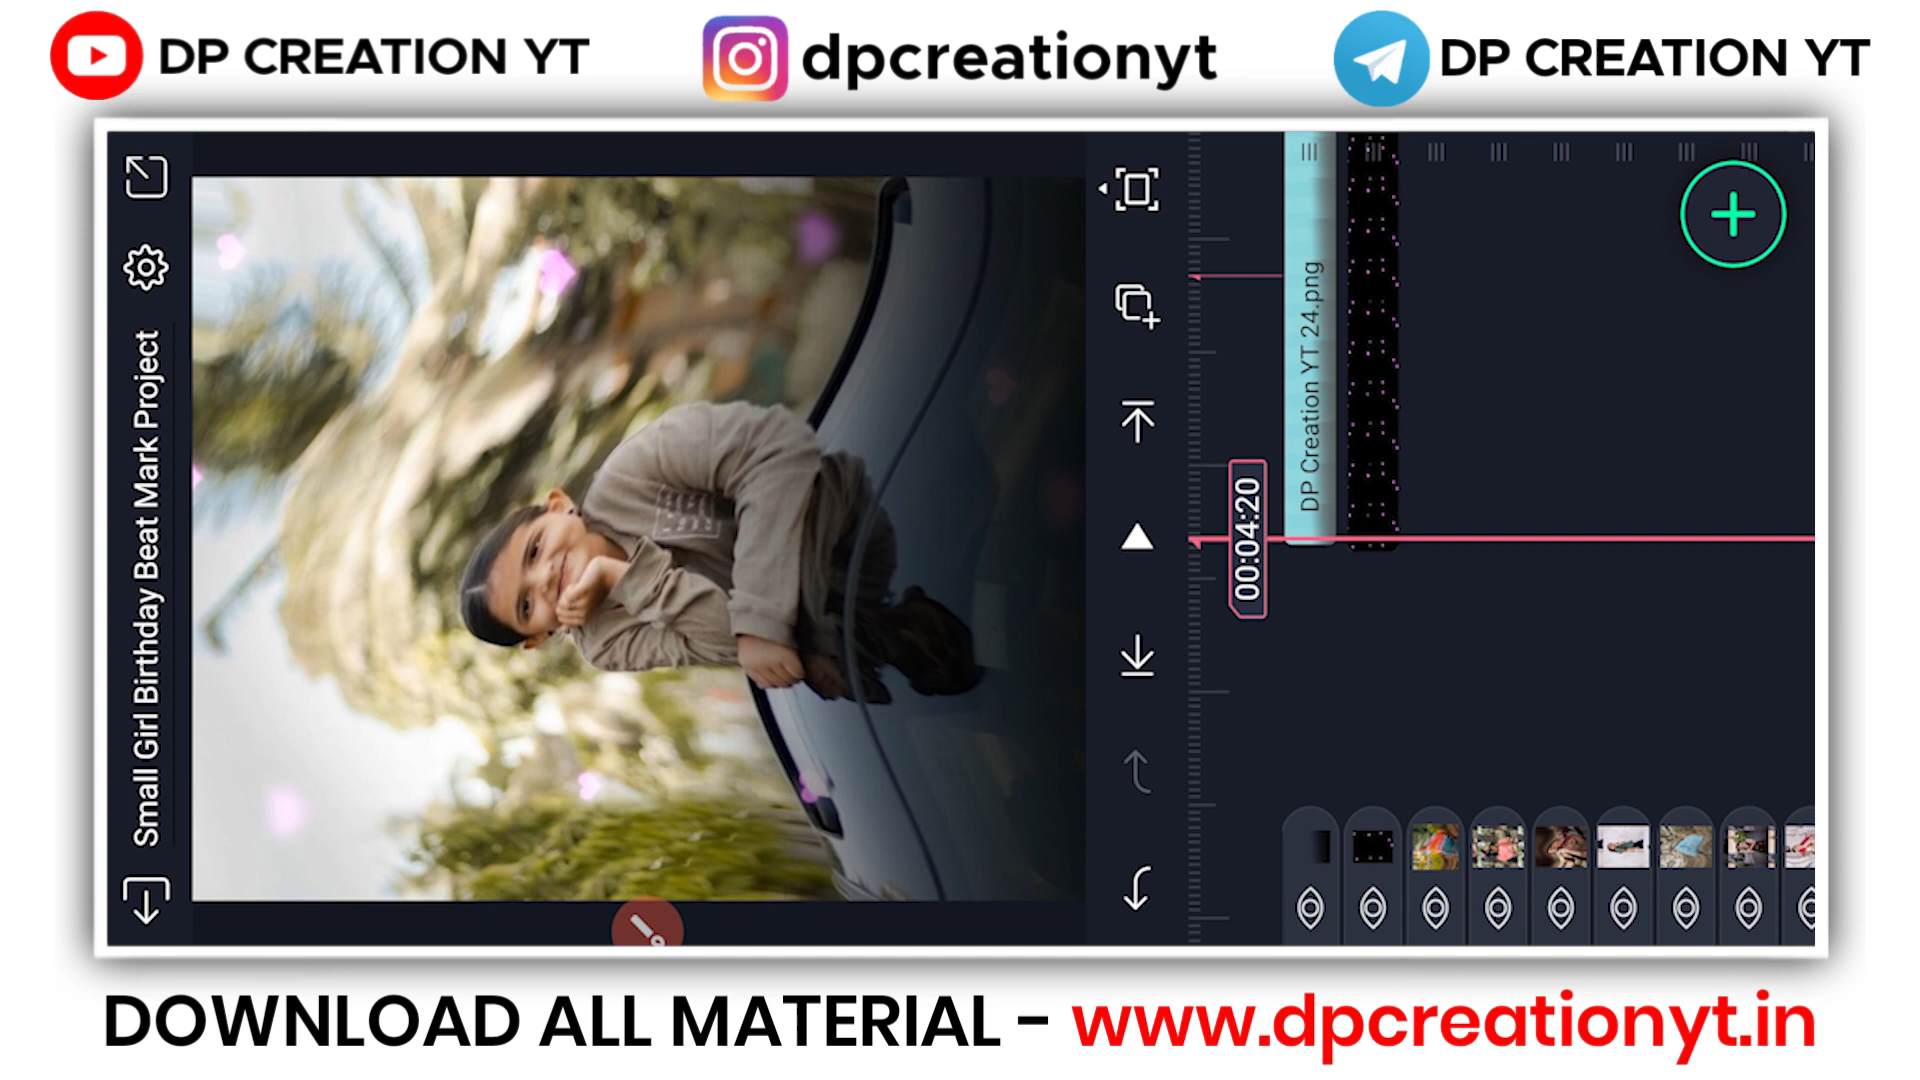 DP CREATION YT
dpcreationyt
DP CREATION YT
Small Girl Birthday Beat Mark Project
00:04:20
DP Creation YT 24.png
DOWNLOAD ALL MATERIAL - www.dpcreationyt.in